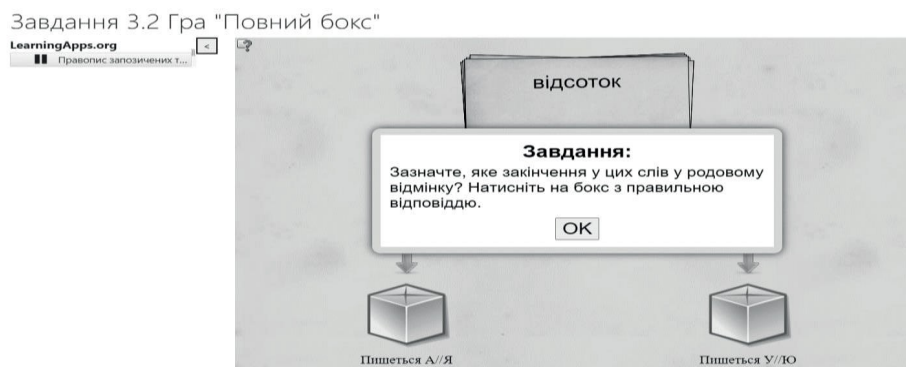 Завдання 3.2 Гра "Повний бокс"
LearningApps.org
<
Правопис запозичених т...
?
відсоток
Завдання:
Зазначте, яке закінчення у цих слів у родовому
відмінку? Натисніть на бокс з правильною
відповіддю.
OK
Пишеться А//Я
Пишеться У//Ю